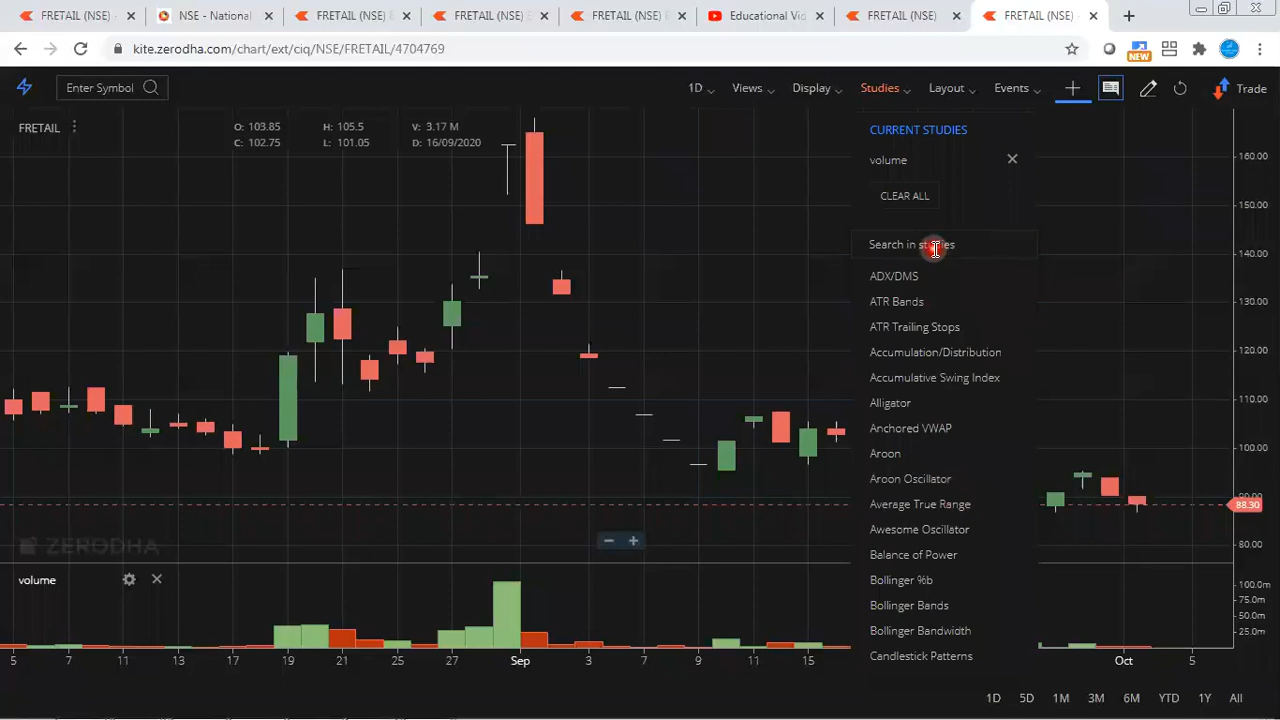 FRETAIL (NSE)
NSE - National
FRETAIL (NSE)
FRETAIL (NSE)
FRETAIL (NSE)
Educational Vi
FRETAIL (NSE)
FRETAIL (NSE)
kite.zerodha.com/chart/ext/ciq/NSE/FRETAIL/4704769
NEW
Enter Symbol
1D
Views
Display
Studies
Layout
Events
Trade
FRETAIL
O: 103.85
H: 105.5
V: 3.17 M
C: 102.75
L: 101.05
D: 16/09/2020
CURRENT STUDIES
volume
CLEAR ALL
Search in studies
ADX/DMS
ATR Bands
ATR Trailing Stops
Accumulation/Distribution
Accumulative Swing Index
Alligator
Anchored VWAP
Aroon
Aroon Oscillator
Average True Range
Awesome Oscillator
Balance of Power
Bollinger %b
Bollinger Bands
Bollinger Bandwidth
Candlestick Patterns
160.00
150.00
140.00
130.00
120.00
110.00
100.00
88.30
80.00
ZERODHA
volume
100.0m
75.0m
50.0m
25.0m
5
7
11
13
17
19
21
25
27
Sep
3
7
9
11
15
Oct
5
1D
5D
1M
3M
6M
YTD
1Y
All